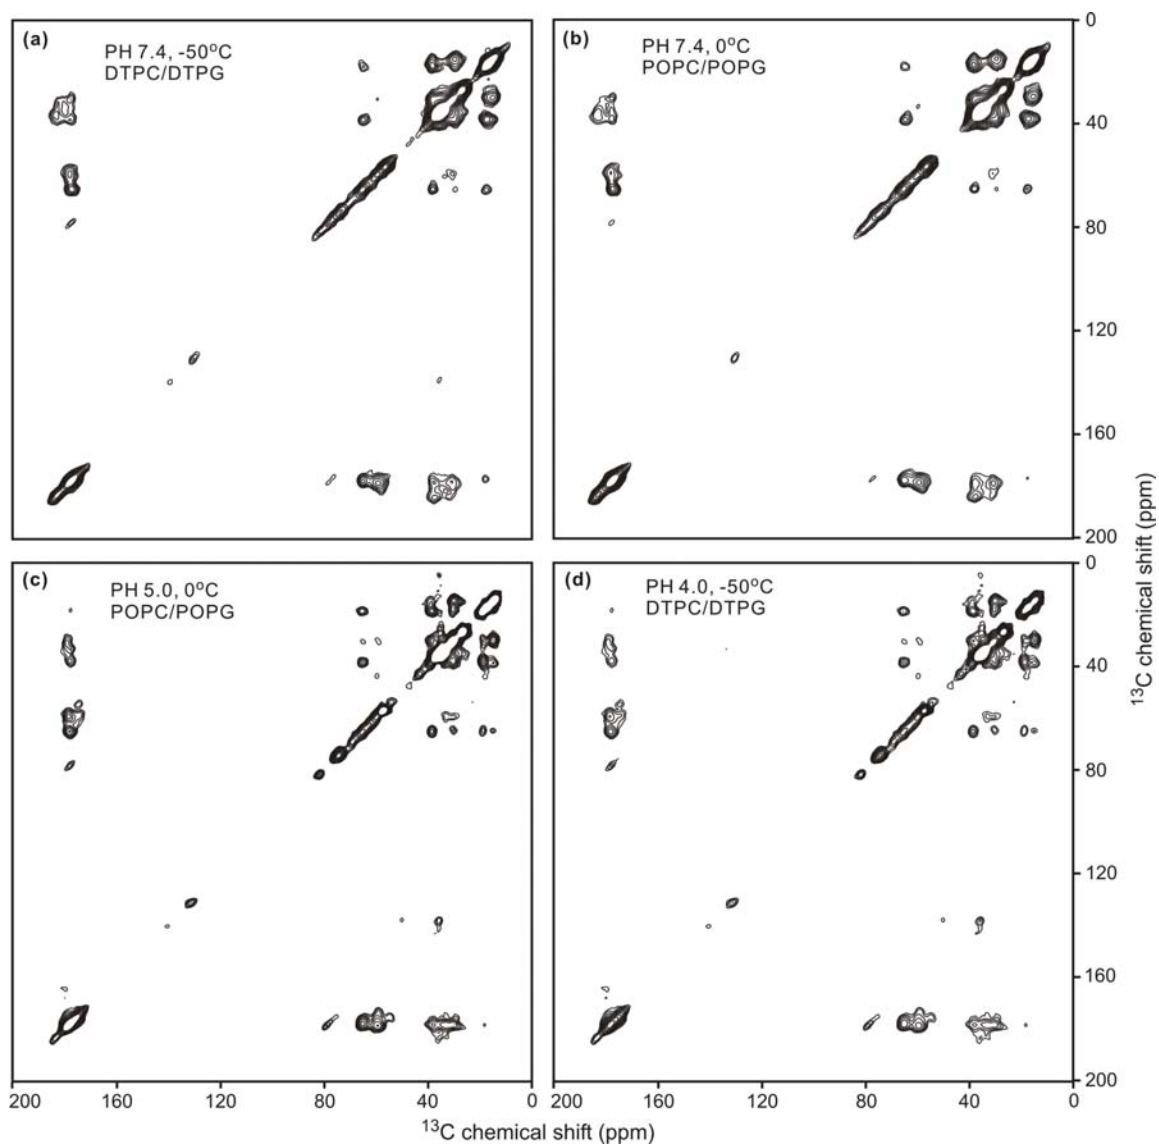 (a)
PH 7.4, -50°C
DTPC/DTPG
(b)
PH 7.4, 0°C
POPC/POPG
0
40
80
120
160
200
(c)
PH 5.0, 0°C
POPC/POPG
(d)
PH 4.0, -50°C
DTPC/DTPG
0
40
80
120
160
200
13C chemical shift (ppm)
200 160 120 80 40 0
200 160 120 80 40 0
13C chemical shift (ppm)